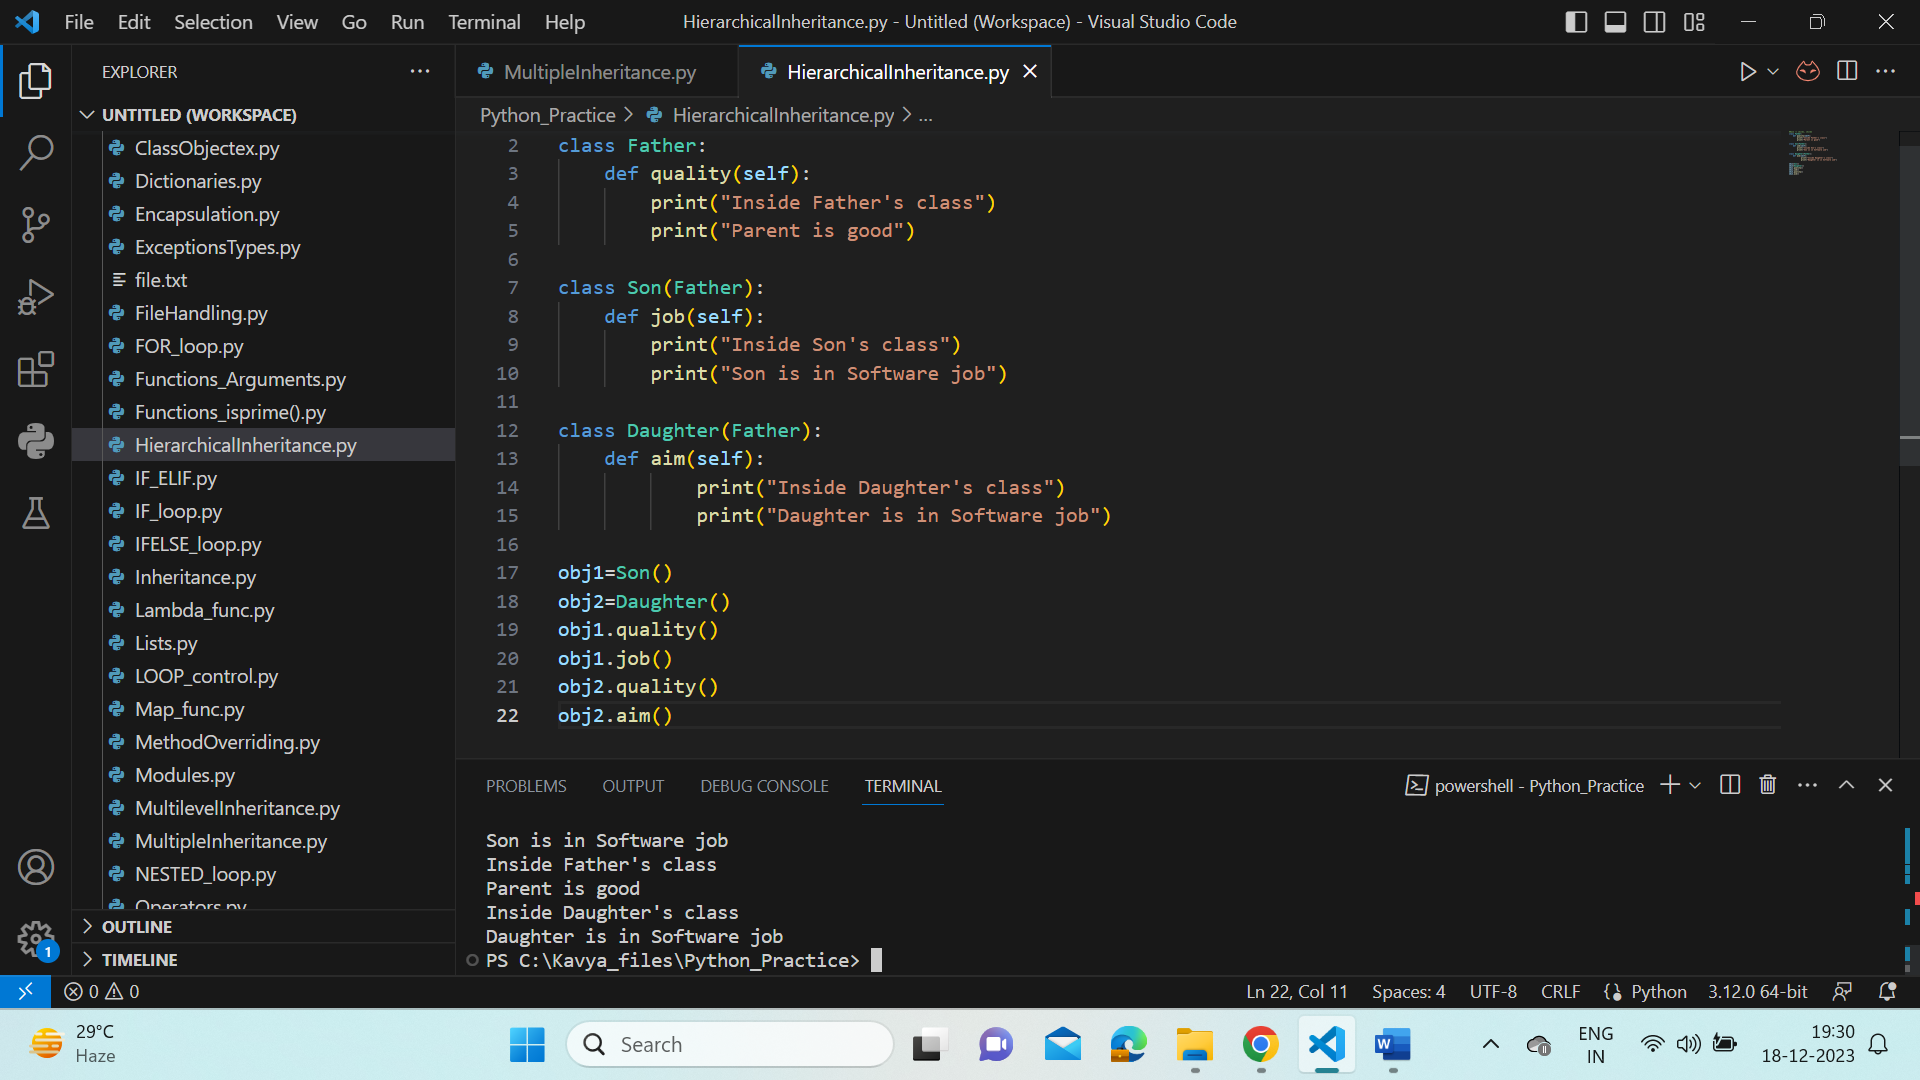 File Edit Selection View Go Run Terminal Help
HierarchicalInheritance.py - Untitled (Workspace) - Visual Studio Code
EXPLORER
UNTITLED (WORKSPACE)
ClassObjectex.py
Dictionaries.py
Encapsulation.py
ExceptionsTypes.py
file.txt
FileHandling.py
FOR_loop.py
Functions_Arguments.py
Functions_isprime().py
HierarchicalInheritance.py
IF_ELIF.py
IF_loop.py
IFELSE_loop.py
Inheritance.py
Lambda_func.py
Lists.py
LOOP_control.py
Map_func.py
MethodOverriding.py
Modules.py
MultilevelInheritance.py
MultipleInheritance.py
NESTED_loop.py
Operators.py
OUTLINE
TIMELINE
1
MultipleInheritance.py
HierarchicalInheritance.py
Python_Practice > HierarchicalInheritance.py > ...
2 class Father:
3 def quality(self):
4 print("Inside Father's class")
5 print("Parent is good")
6
7 class Son(Father):
8 def job(self):
9 print("Inside Son's class")
10 print("Son is in Software job")
11
12 class Daughter(Father):
13 def aim(self):
14 print("Inside Daughter's class")
15 print("Daughter is in Software job")
16
17 obj1=Son()
18 obj2=Daughter()
19 obj1.quality()
20 obj1.job()
21 obj2.quality()
22 obj2.aim()
PROBLEMS OUTPUT DEBUG CONSOLE TERMINAL
powershell - Python_Practice
Son is in Software job
Inside Father's class
Parent is good
Inside Daughter's class
Daughter is in Software job
PS C:\Kavya_files\Python_Practice>
0 0
Ln 22, Col 11 Spaces: 4 UTF-8 CRLF Python 3.12.0 64-bit
29°C
Haze
Search
ENG
IN
19:30
18-12-2023